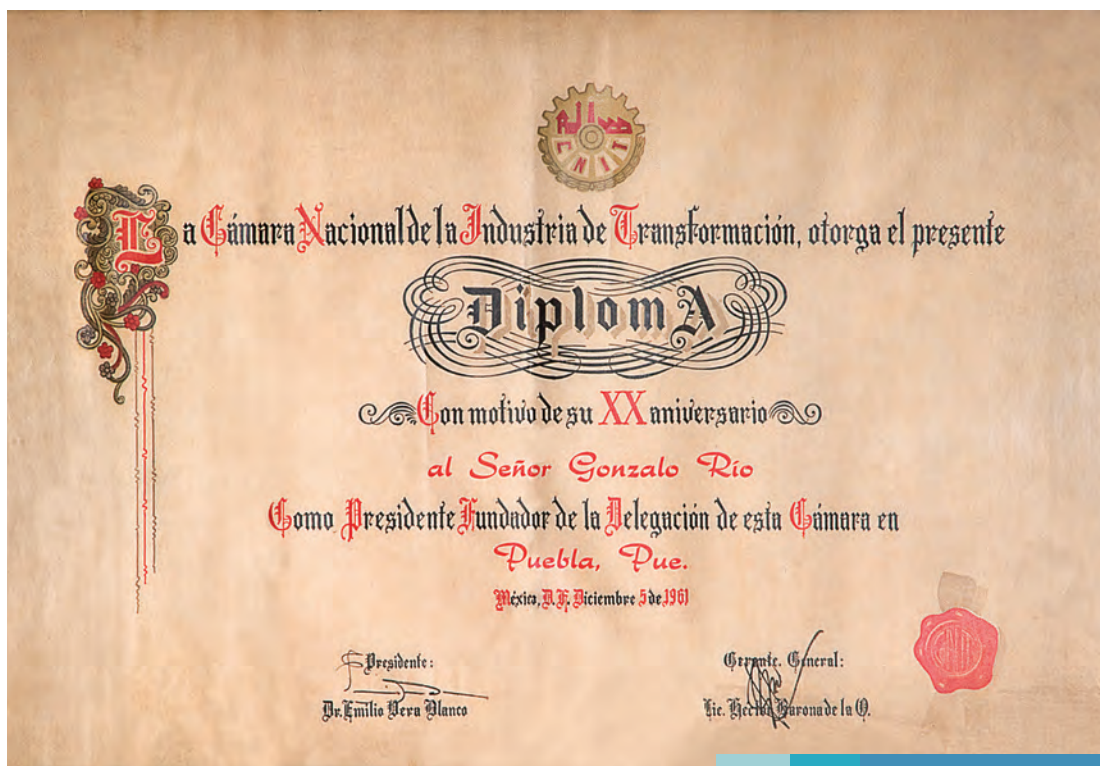 CNIT
La Cámara Nacional de la Industria de Transformación, otorga el presente
Diploma
Con motivo de su XX aniversario
al Señor Gonzalo Río
Como Presidente Fundador de la Delegación de esta Cámara en
Puebla, Pue.
México, D.F. Diciembre 5 de 1961
Presidente:
Gerente. General:
Dr. Emilio Vera Blanco
Lic. Hector Barona de la O.